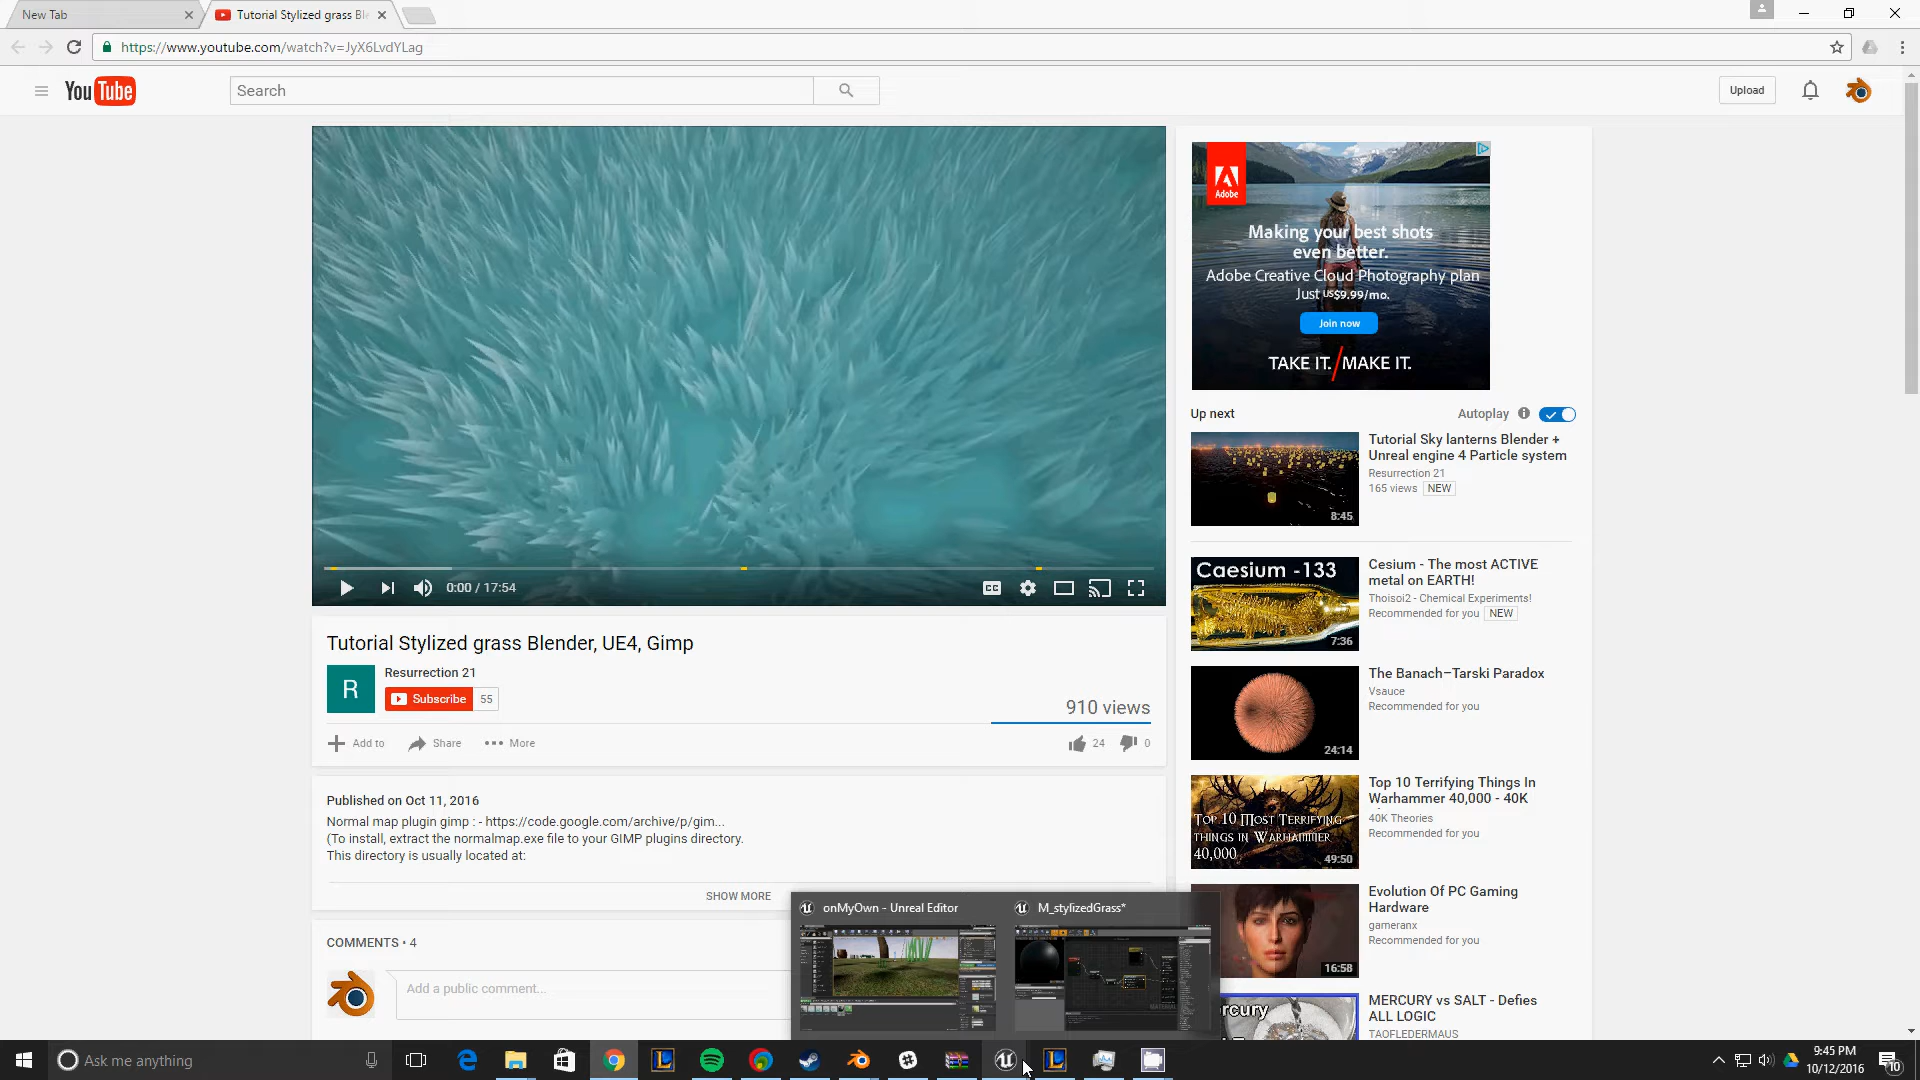 New Tab
Tutorial Stylized grass Ble
https://www.youtube.com/watch?v=JyX6LvdYLag
YouTube
Search
Upload
Adobe
Making your best shots
even better.
Adobe Creative Cloud Photography plan
Just US$9.99/mo.
Join now
TAKE IT./MAKE IT.
0:00 / 17:54
CC
Tutorial Stylized grass Blender, UE4, Gimp
R
Resurrection 21
Subscribe
55
910 views
Add to
Share
More
24
0
Published on Oct 11, 2016
Normal map plugin gimp : - https://code.google.com/archive/p/gim...
(To install, extract the normalmap.exe file to your GIMP plugins directory.
This directory is usually located at:
SHOW MORE
COMMENTS • 4
Add a public comment...
Up next
Autoplay
Tutorial Sky lanterns Blender +
Unreal engine 4 Particle system
Resurrection 21
165 views NEW
8:45
Caesium -133
7:36
Cesium - The most ACTIVE
metal on EARTH!
Thoisoi2 - Chemical Experiments!
Recommended for you NEW
24:14
The Banach–Tarski Paradox
Vsauce
Recommended for you
Top 10 Most Terrifying
Things in Warhammer
40,000
49:50
Top 10 Terrifying Things In
Warhammer 40,000 - 40K
40K Theories
Recommended for you
16:58
Evolution Of PC Gaming
Hardware
gameranx
Recommended for you
rcury
MERCURY vs SALT - Defies
ALL LOGIC
TAOFLEDERMAUS
onMyOwn - Unreal Editor
M_stylizedGrass*
Ask me anything
9:45 PM
10/12/2016
10